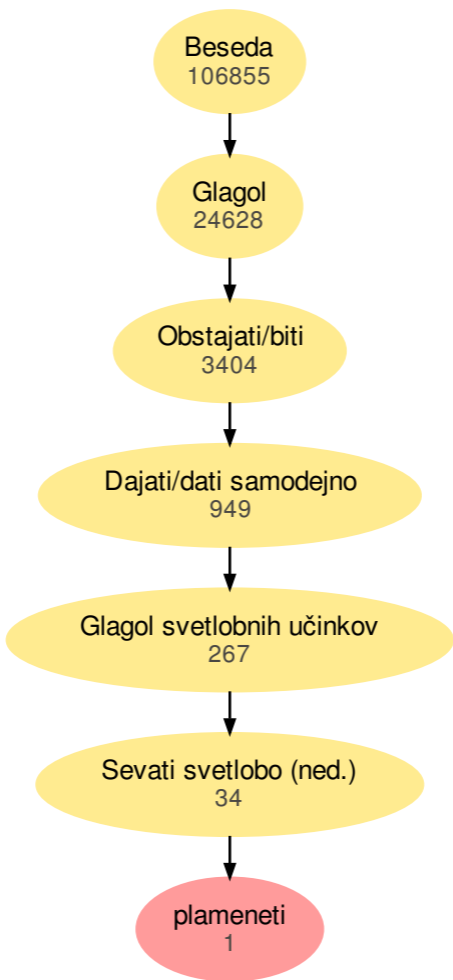 Beseda
106855
Glagol
24628
Obstajati/biti
3404
Dajati/dati samodejno
949
Glagol svetlobnih učinkov
267
Sevati svetlobo (ned.)
34
plameneti
1